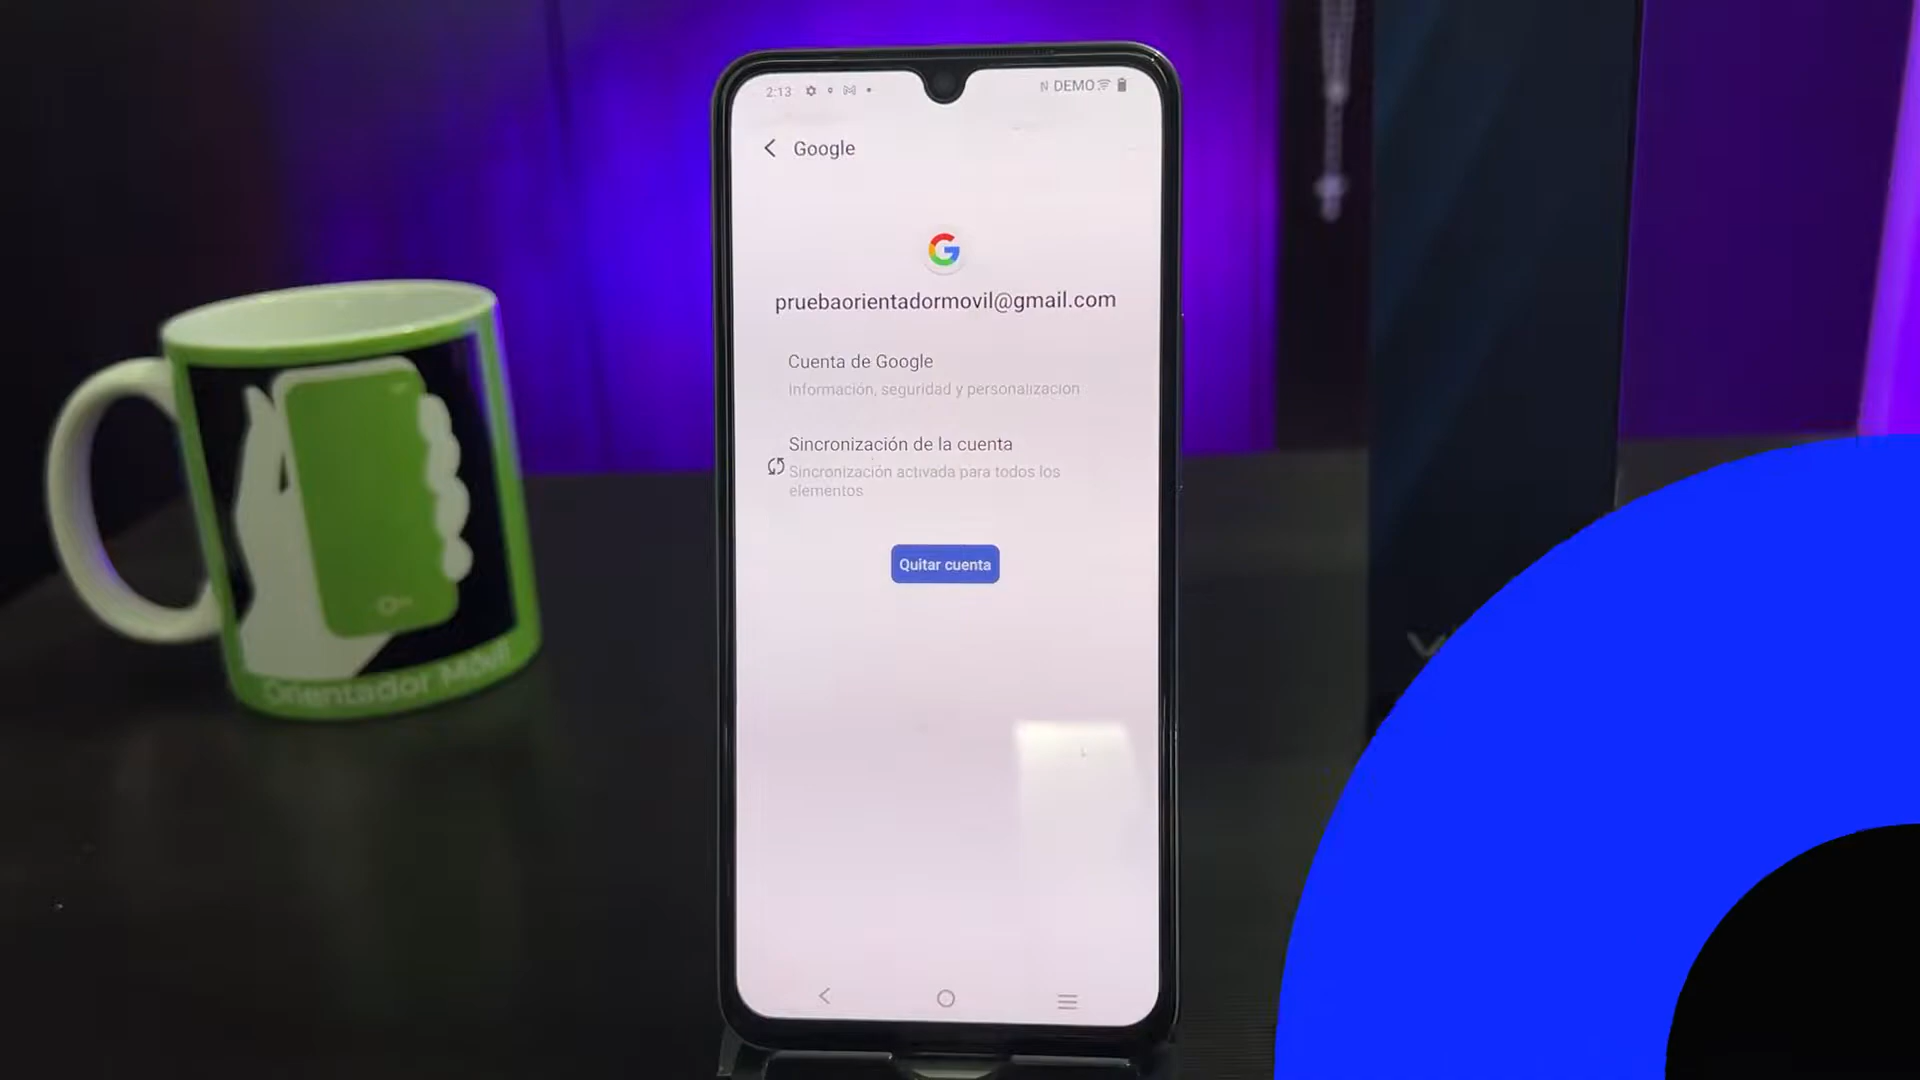 2:13
N DEMO
Google
pruebaorientadormovil@gmail.com
Cuenta de Google
Información, seguridad y personalización
Sincronización de la cuenta
Sincronización activada para todos los
elementos
Quitar cuenta
Orientador Móvil